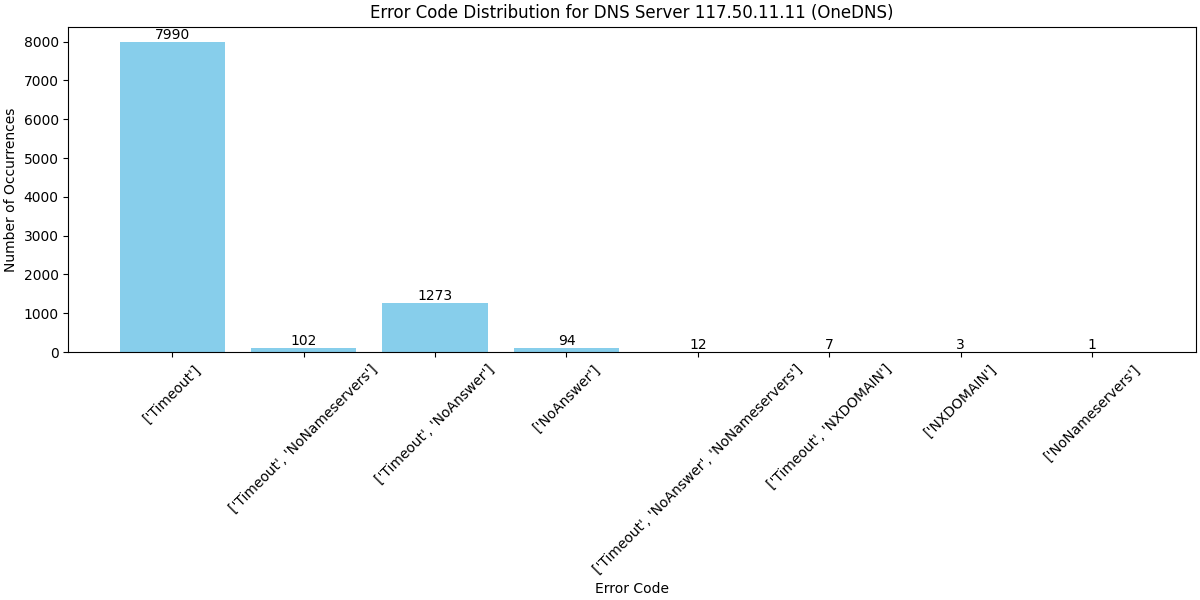 Error Code Distribution for DNS Server 117.50.11.11 (OneDNS)
Number of Occurrences
8000
7000
6000
5000
4000
3000
2000
1000
0
7990
102
1273
94
12
7
3
1
['Timeout']
['Timeout', 'NoNameservers']
['Timeout', 'NoAnswer']
['NoAnswer']
['Timeout', 'NoAnswer', 'NoNameservers']
['Timeout', 'NXDOMAIN']
['NXDOMAIN']
['NoNameservers']
Error Code